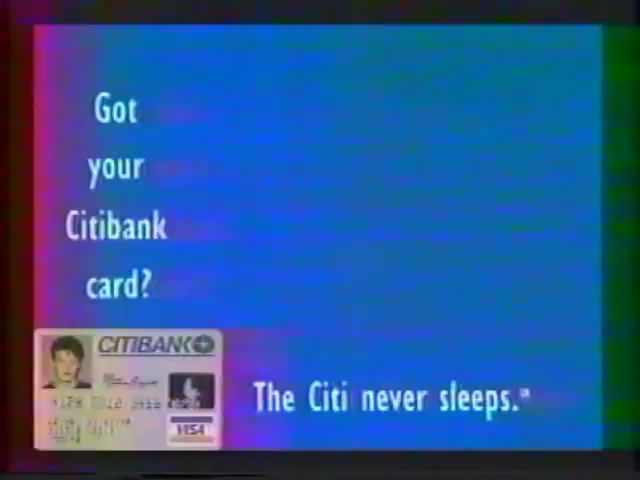 Got
your
Citibank
card?
CITIBANK
VISA
The Citi never sleeps.℠